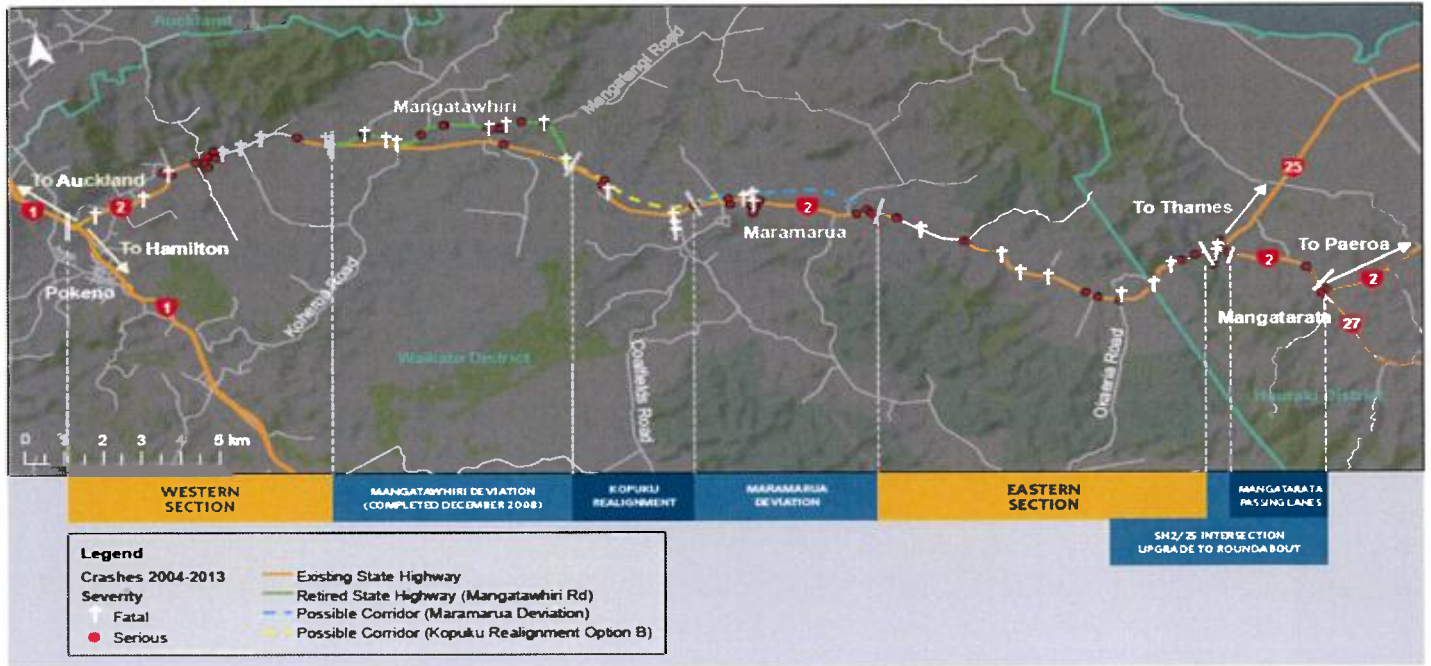 Auckland
Mangatangi Road
Mangatawhiri
To Auckland
1
2
To Hamilton
Pokeno
1
Koheroa Road
Waikato District
Coalfields Road
Maramarua
2
Okaeria Road
To Thames
25
To Paeroa
2
2
Mangatarata
27
Hauraki District
0 1 2 3 4 5 km
WESTERN
SECTION
MANGATAWHIRI DEVIATION
(COMPLETED DECEMBER 2008)
KOPUKU
REALIGNMENT
MARAMARUA
DEVIATION
EASTERN
SECTION
MANGATARATA
PASSING LANES
SH2/25 INTERSECTION
UPGRADE TO ROUNDABOUT
Legend
Crashes 2004-2013
Severity
Fatal
Serious
Existing State Highway
Retired State Highway (Mangatawhiri Rd)
Possible Corridor (Maramarua Deviation)
Possible Corridor (Kopuku Realignment Option B)